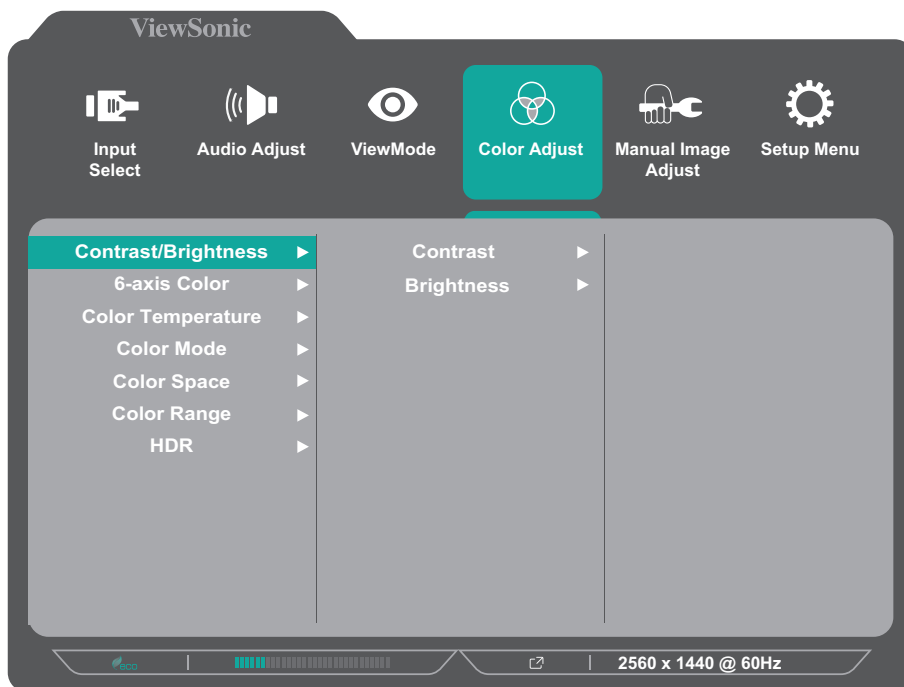 ViewSonic
Input
Select
Audio Adjust
ViewMode
Color Adjust
Manual Image
Adjust
Setup Menu
Contrast/Brightness
6-axis Color
Color Temperature
Color Mode
Color Space
Color Range
HDR
Contrast
Brightness
eco
2560 x 1440 @ 60Hz